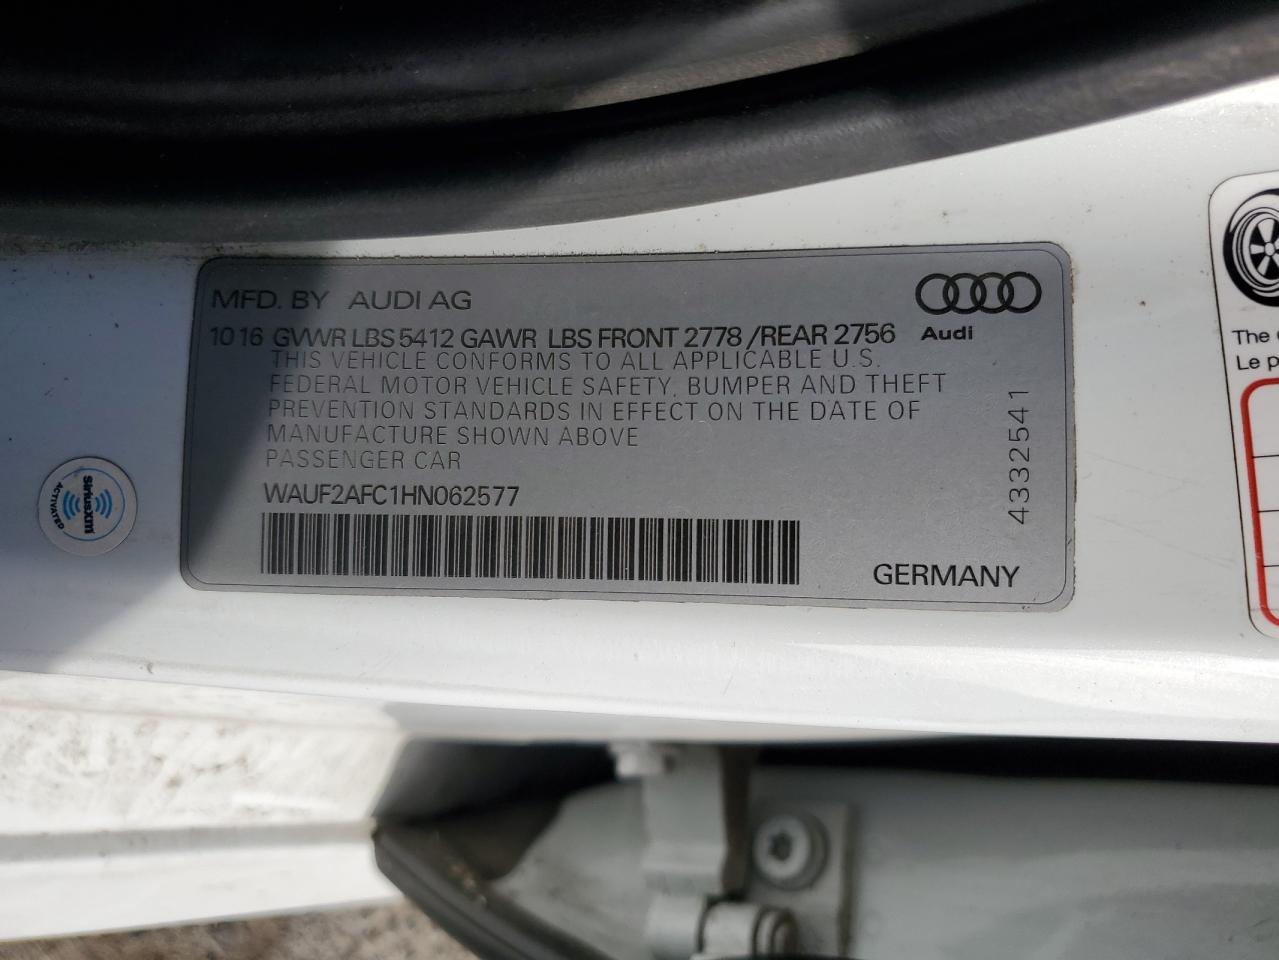 MFD. BY AUDI AG
10 16 GVWR LBS 5412 GAWR LBS FRONT 2778 /REAR 2756
Audi
THIS VEHICLE CONFORMS TO ALL APPLICABLE U.S.
FEDERAL MOTOR VEHICLE SAFETY, BUMPER AND THEFT
PREVENTION STANDARDS IN EFFECT ON THE DATE OF
MANUFACTURE SHOWN ABOVE
PASSENGER CAR
WAUF2AFC1HN062577
GERMANY
4332541
SiriusXM
ACTIVATED
The
Le p